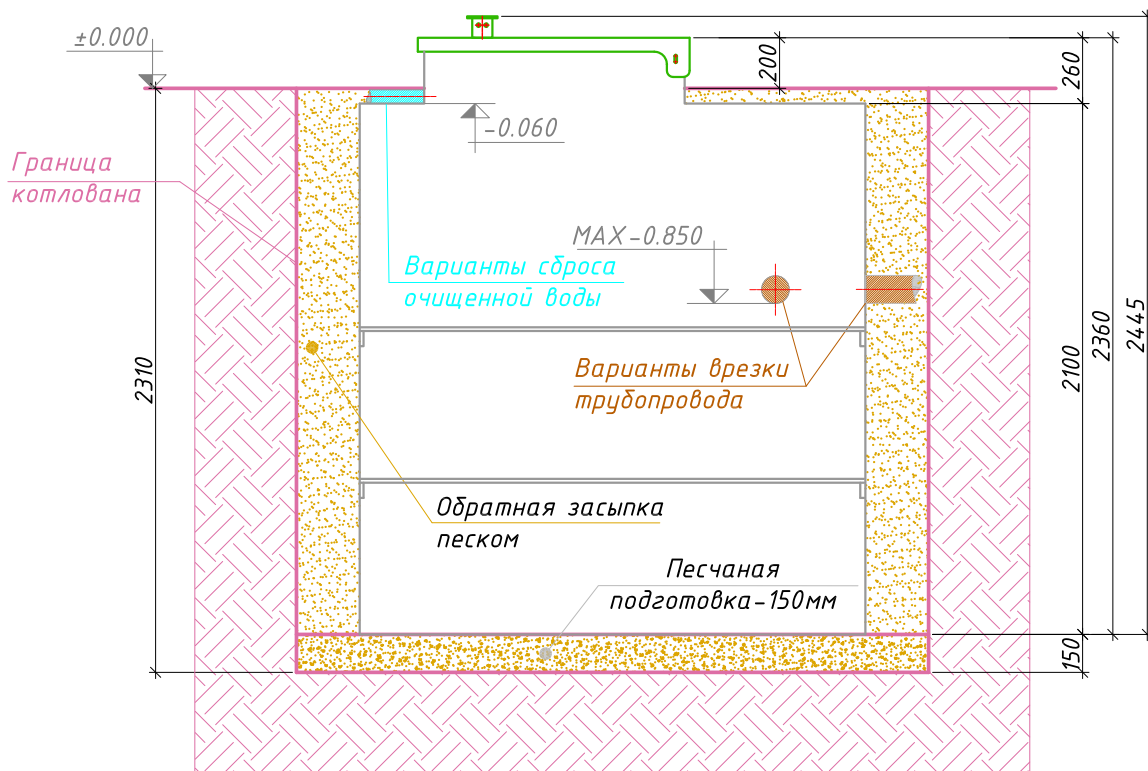 ±0.000
200
260
-0.060
Граница
котлована
MAX-0.850
Варианты сброса
очищенной воды
2310
2100
2360
2445
Варианты врезки
трубопровода
Обратная засыпка
песком
Песчаная
подготовка-150мм
150